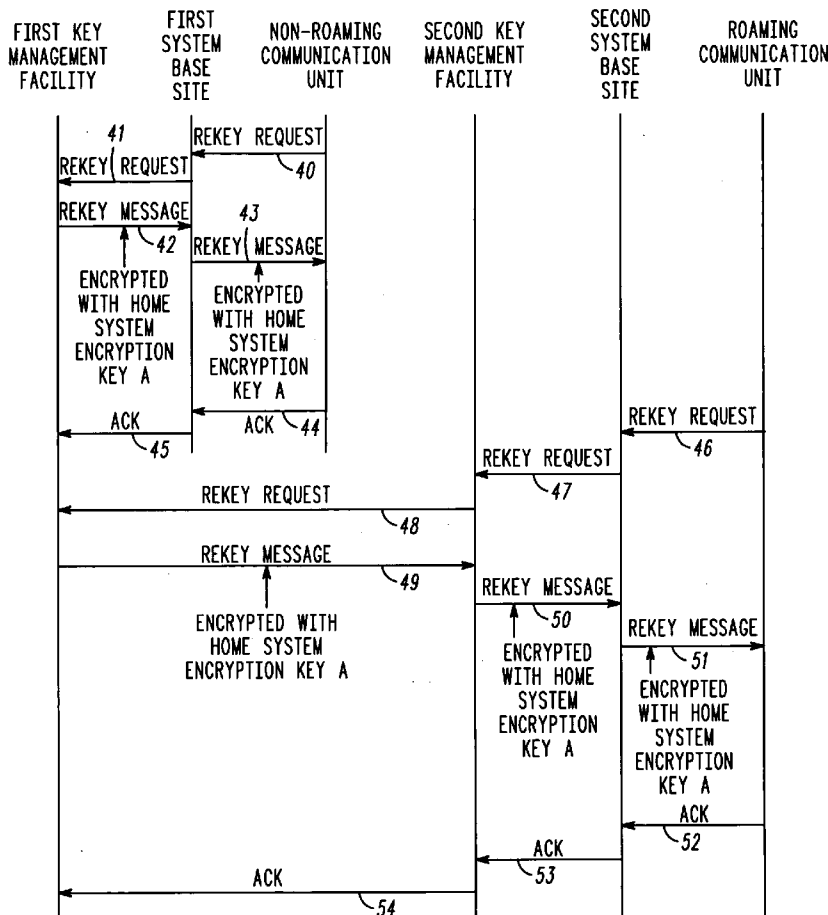 FIRST KEY
MANAGEMENT
FACILITY
FIRST
SYSTEM
BASE
SITE
NON-ROAMING
COMMUNICATION
UNIT
SECOND KEY
MANAGEMENT
FACILITY
SECOND
SYSTEM
BASE
SITE
ROAMING
COMMUNICATION
UNIT
REKEY REQUEST
40
41
REKEY REQUEST
REKEY MESSAGE
42
43
REKEY MESSAGE
ENCRYPTED
WITH HOME
SYSTEM
ENCRYPTION
KEY A
ENCRYPTED
WITH HOME
SYSTEM
ENCRYPTION
KEY A
ACK
44
ACK
45
REKEY REQUEST
46
REKEY REQUEST
47
REKEY REQUEST
48
REKEY MESSAGE
49
ENCRYPTED WITH
HOME SYSTEM
ENCRYPTION KEY A
REKEY MESSAGE
50
ENCRYPTED
WITH HOME
SYSTEM
ENCRYPTION
KEY A
REKEY MESSAGE
51
ENCRYPTED
WITH HOME
SYSTEM
ENCRYPTION
KEY A
ACK
52
ACK
53
ACK
54